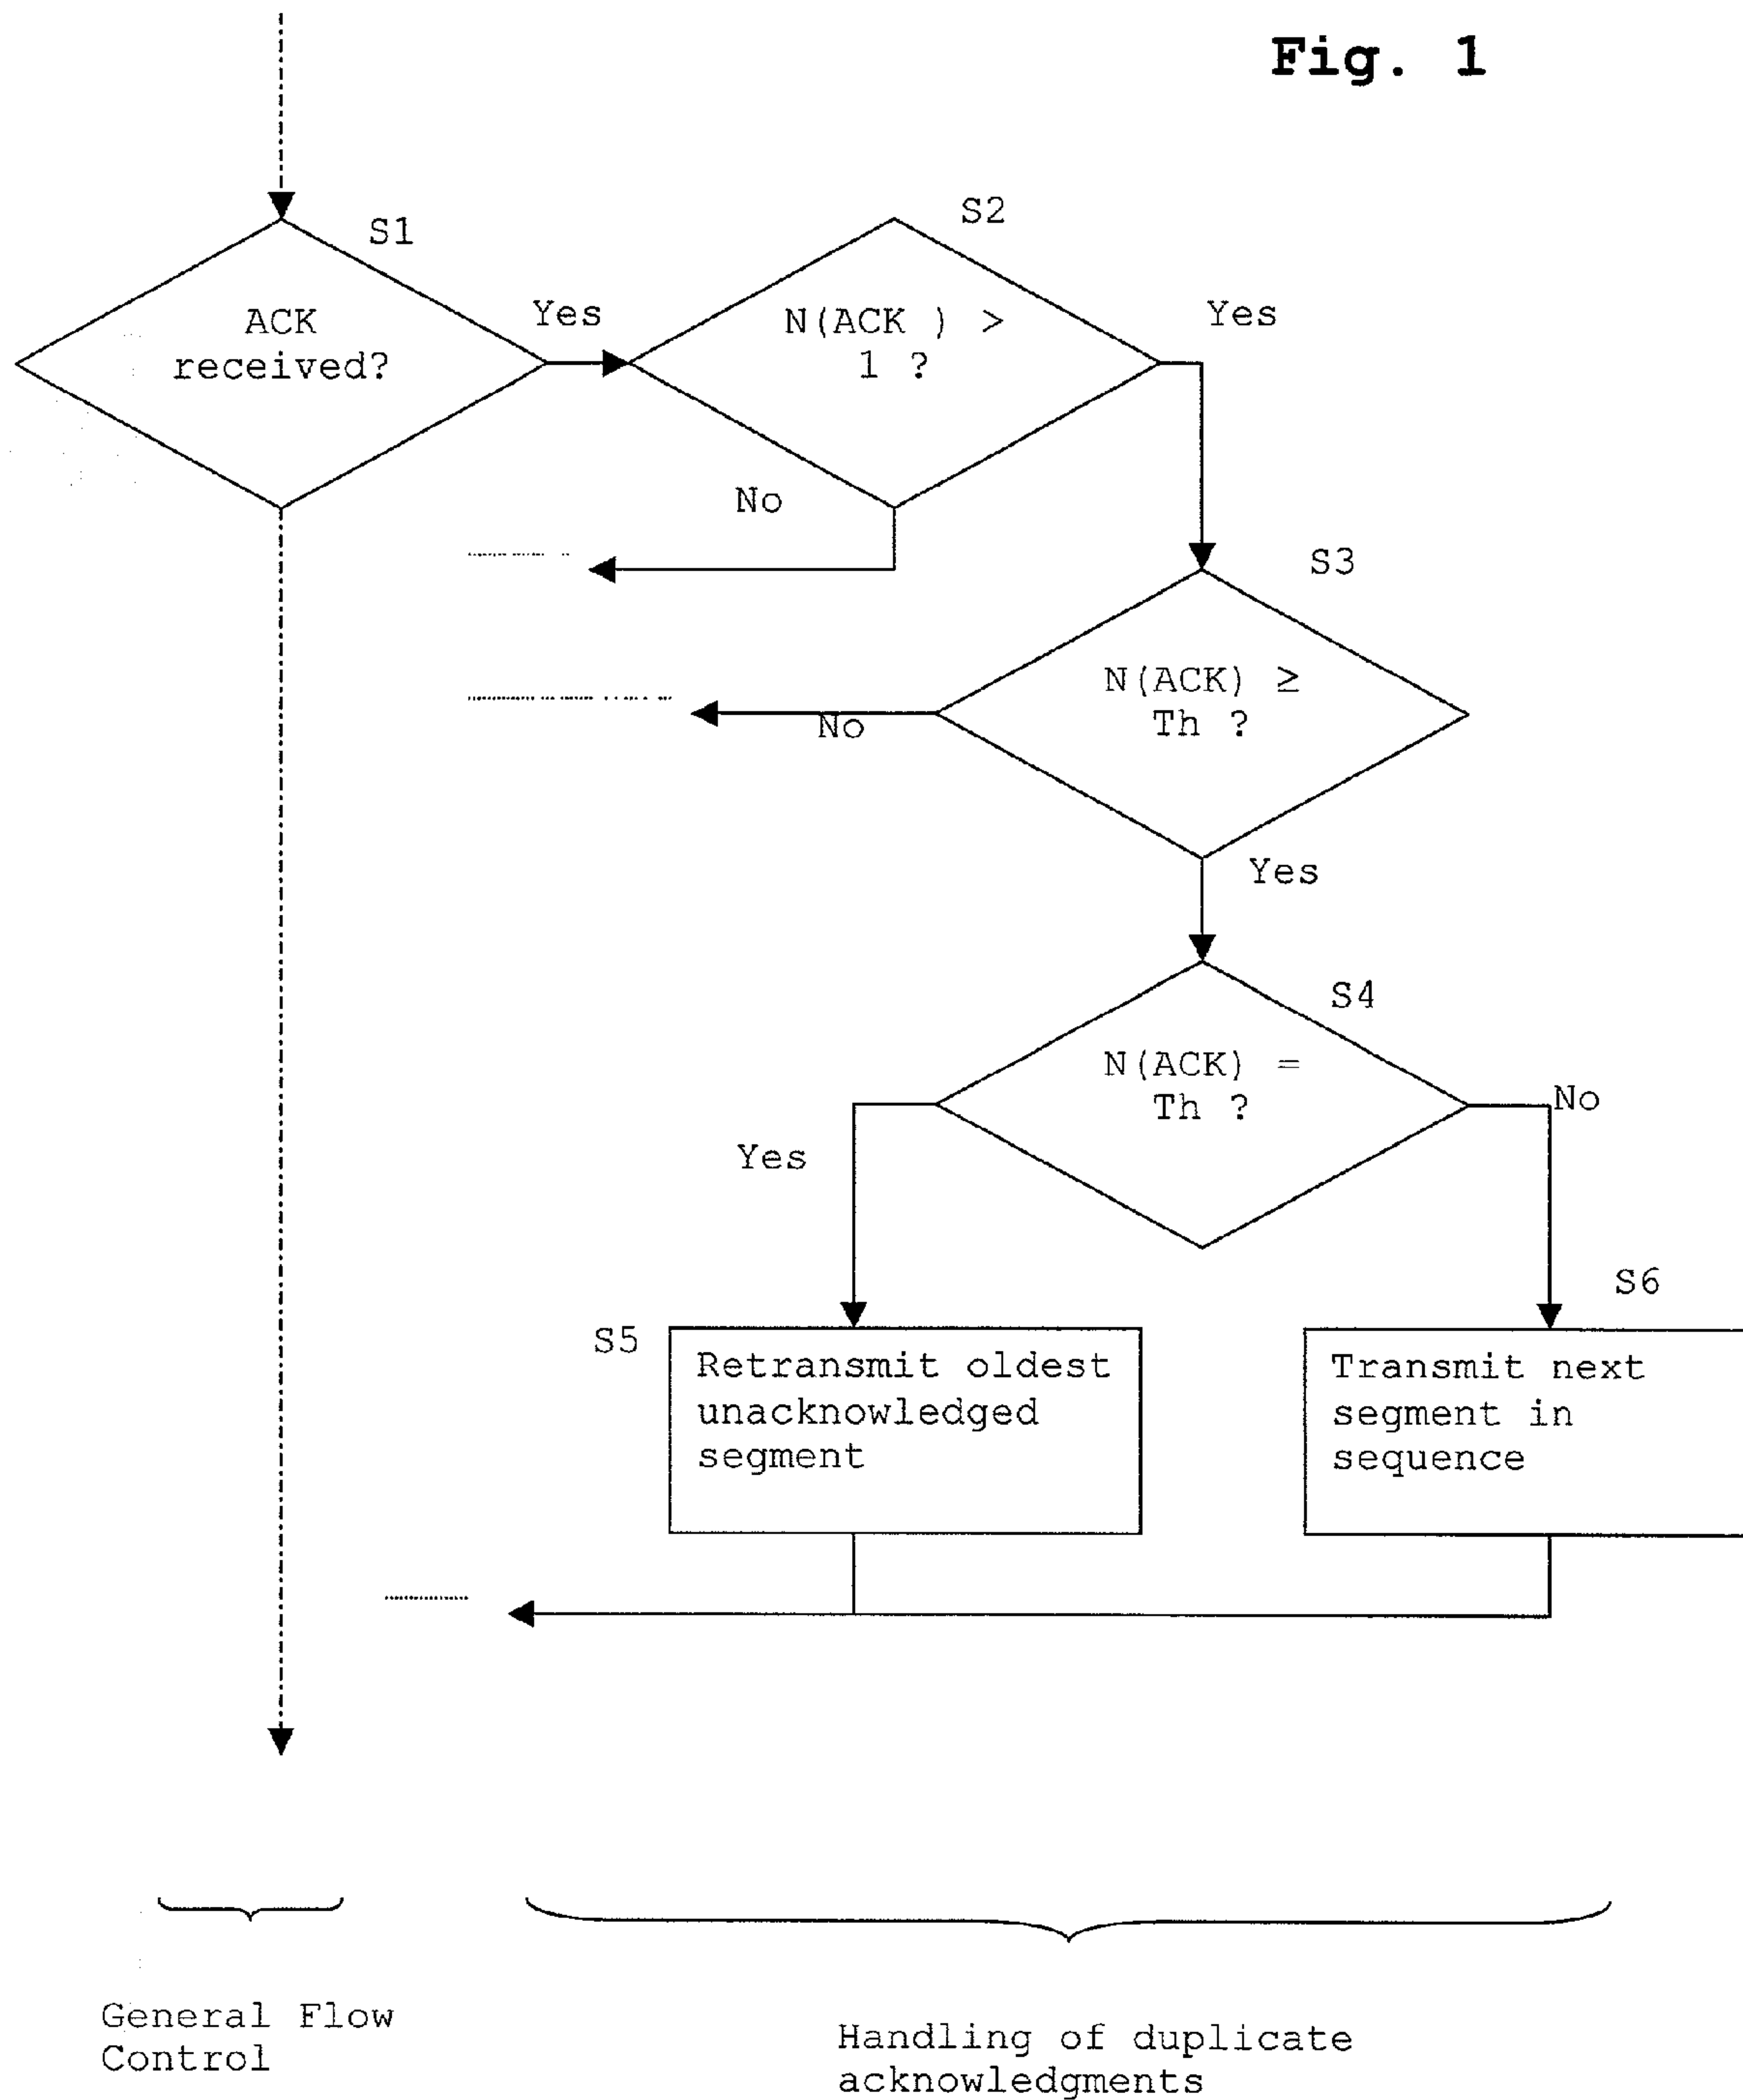 Fig. 1
S1
S2
ACK
received?
Yes
N(ACK ) >
1 ?
Yes
No
S3
N(ACK) ≥
Th ?
No
Yes
S4
N(ACK) =
Th ?
Yes
No
S6
S5
Retransmit oldest
unacknowledged
segment
Transmit next
segment in
sequence
General Flow
Control
Handling of duplicate
acknowledgments